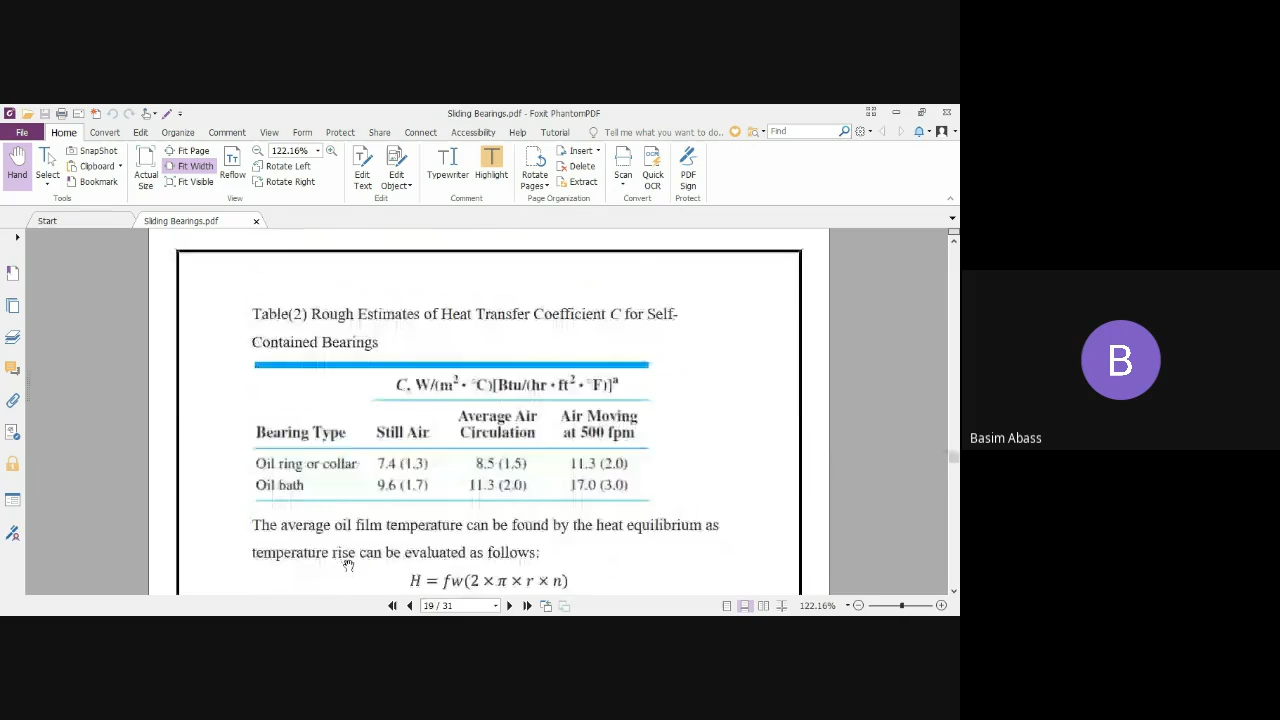 Sliding Bearings.pdf - Foxit PhantomPDF
File Home Convert Edit Organize Comment View Form Protect Share Connect Accessibility Help Tutorial Tell me what you want to do.. Find
Hand
Select
SnapShot
Clipboard
Bookmark
Tools
Actual Size
Fit Page
Fit Width
Fit Visible
Reflow
122.16%
Rotate Left
Rotate Right
View
Edit Text
Edit Object
Edit
Typewriter
Highlight
Comment
Rotate Pages
Insert
Delete
Extract
Page Organization
Scan
Quick OCR
Convert
PDF Sign
Protect
Start
Sliding Bearings.pdf
Table(2) Rough Estimates of Heat Transfer Coefficient C for Self-
Contained Bearings
C, W/(m² · °C)[Btu/(hr · ft² · °F)]ᵃ
Average Air Air Moving
Bearing Type Still Air Circulation at 500 fpm
Oil ring or collar 7.4 (1.3) 8.5 (1.5) 11.3 (2.0)
Oil bath 9.6 (1.7) 11.3 (2.0) 17.0 (3.0)
The average oil film temperature can be found by the heat equilibrium as
temperature rise can be evaluated as follows:
H = fw(2 × π × r × n)
19 / 31
122.16%
B
Basim Abass